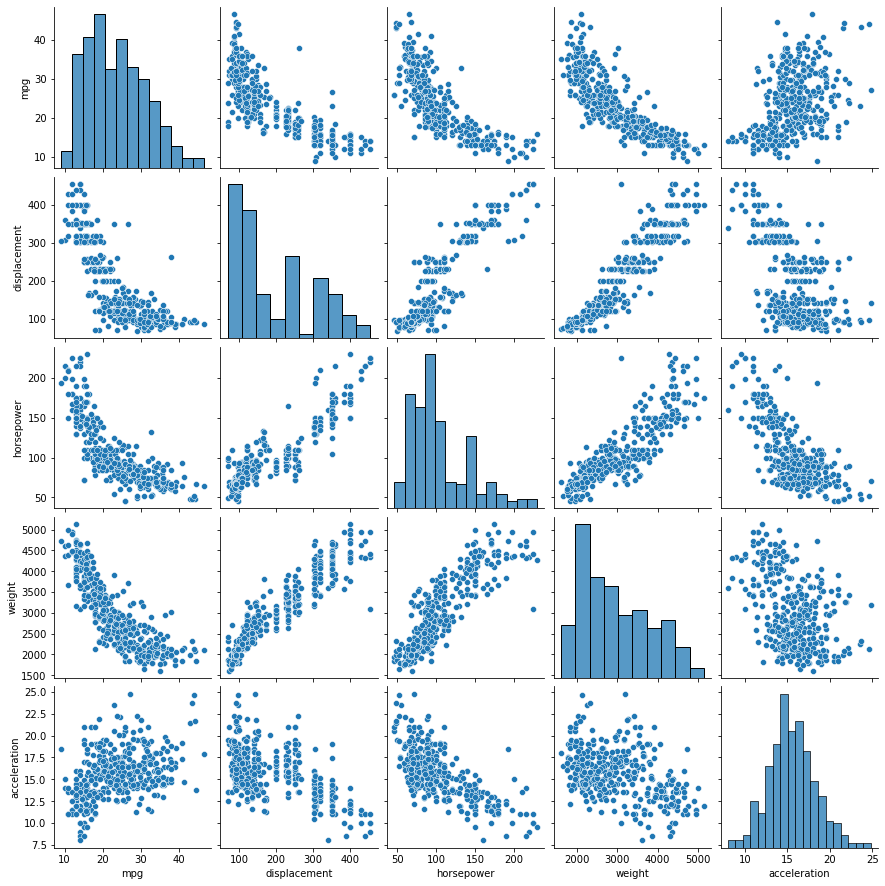 40
30
20
10
mpg
400
300
200
100
displacement
200
150
100
50
horsepower
5000
4500
4000
3500
3000
2500
2000
1500
weight
25.0
22.5
20.0
17.5
15.0
12.5
10.0
7.5
acceleration
10 20 30 40
mpg
100 200 300 400
displacement
50 100 150 200
horsepower
2000 3000 4000 5000
weight
10 15 20 25
acceleration